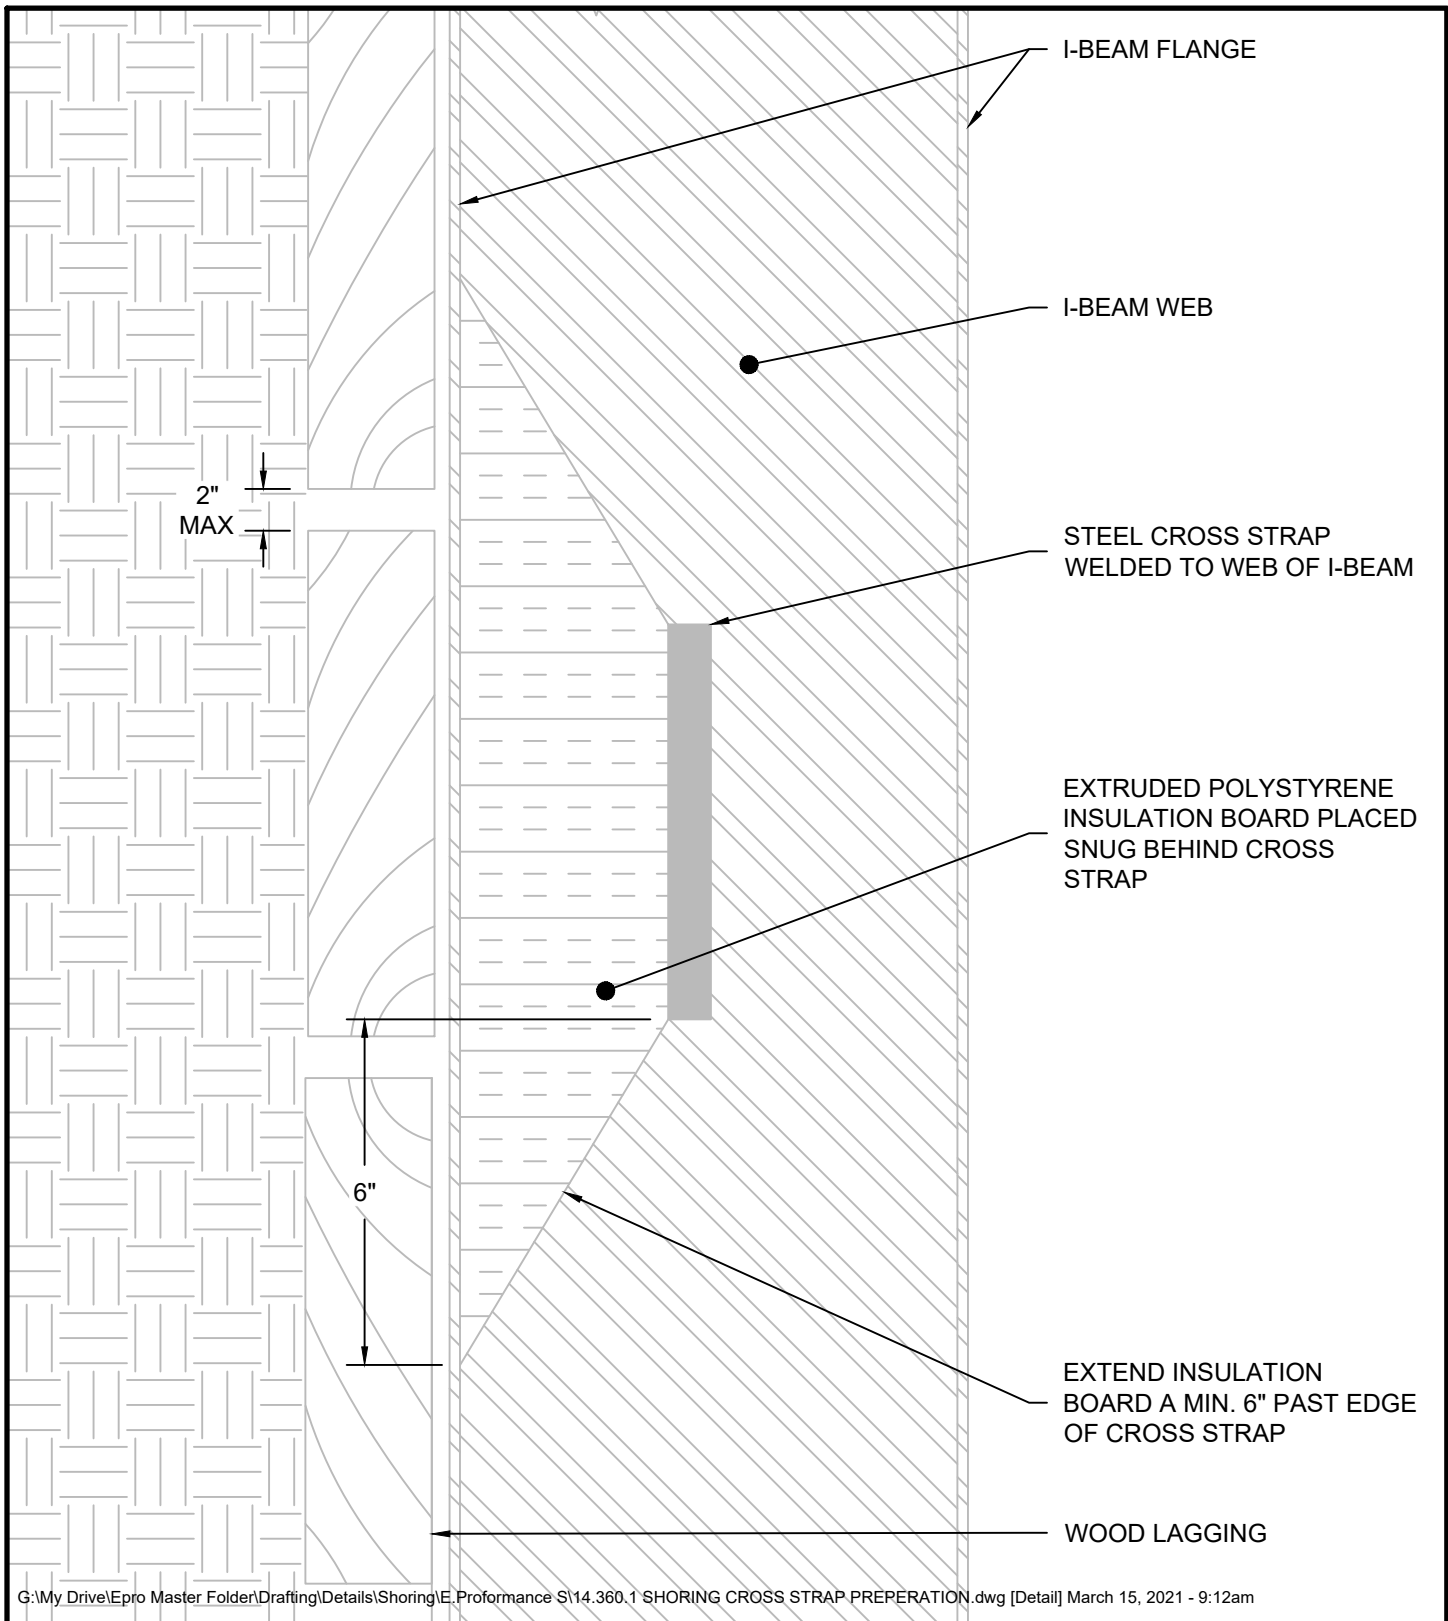 I-BEAM FLANGE
I-BEAM WEB
2"
MAX
STEEL CROSS STRAP
WELDED TO WEB OF I-BEAM
EXTRUDED POLYSTYRENE
INSULATION BOARD PLACED
SNUG BEHIND CROSS
STRAP
6"
EXTEND INSULATION
BOARD A MIN. 6" PAST EDGE
OF CROSS STRAP
WOOD LAGGING
G:\My Drive\Epro Master Folder\Drafting\Details\Shoring\E.Proformance S\14.360.1 SHORING CROSS STRAP PREPERATION.dwg [Detail] March 15, 2021 - 9:12am